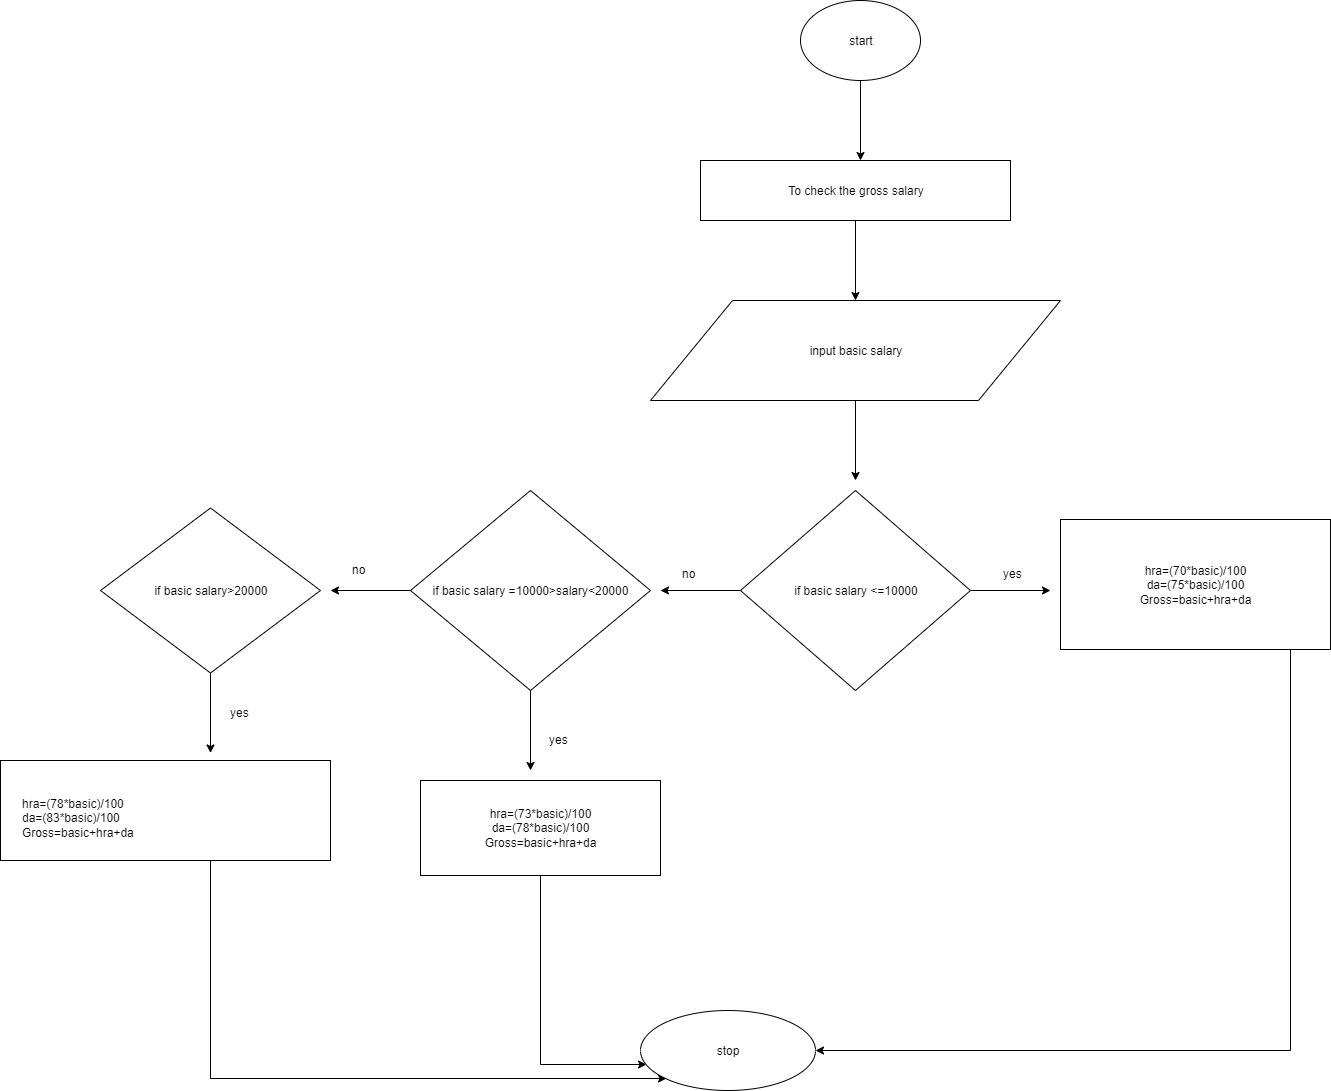 start
To check the gross salary
input basic salary
if basic salary <=10000
yes
hra=(70*basic)/100
da=(75*basic)/100
Gross=basic+hra+da
no
if basic salary =10000>salary<20000
no
if basic salary>20000
yes
hra=(78*basic)/100
da=(83*basic)/100
Gross=basic+hra+da
yes
hra=(73*basic)/100
da=(78*basic)/100
Gross=basic+hra+da
stop